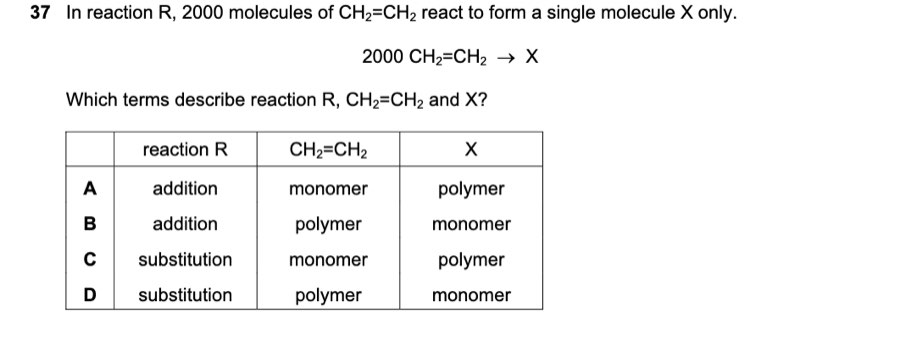 37 In reaction R, 2000 molecules of CH₂=CH₂ react to form a single molecule X only.
2000 CH₂=CH₂ → X
Which terms describe reaction R, CH₂=CH₂ and X?
reaction R CH₂=CH₂ X
A addition monomer polymer
B addition polymer monomer
C substitution monomer polymer
D substitution polymer monomer